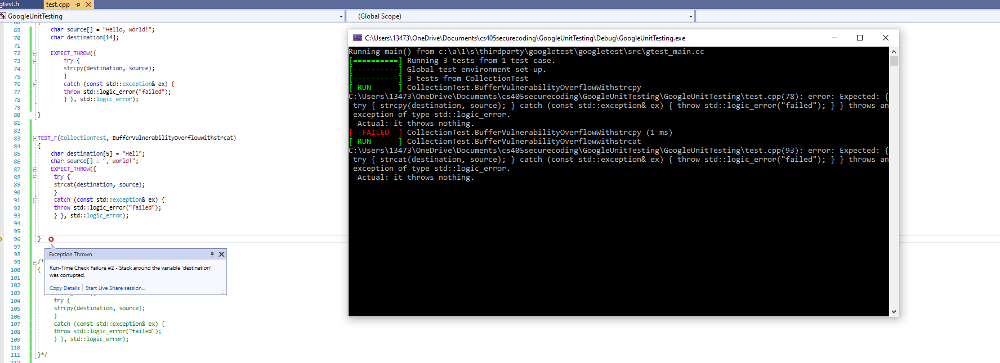 gtest.h
test.cpp
GoogleUnitTesting
(Global Scope)
68 {
69 char source[] = "Hello, world!";
70 char destination[14];
71
72 EXPECT_THROW({
73 try {
74 strcpy(destination, source);
75 }
76 catch (const std::exception& ex) {
77 throw std::logic_error("failed");
78 } }, std::logic_error);
79
80 }
81
82
83 TEST_F(CollectionTest, BufferVulnerabilityOverflowwithstrcat)
84 {
85 char destination[5] = "Hell";
86 char source[] = ", world!";
87 EXPECT_THROW({
88 try {
89 strcat(destination, source);
90 }
91 catch (const std::exception& ex) {
92 throw std::logic_error("failed");
93 } }, std::logic_error);
94
95
96 }
97
98
99 /*
100 {
101
102
103
104 try {
105 strcpy(destination, source);
106 }
107 catch (const std::exception& ex) {
108 throw std::logic_error("failed");
109 } }, std::logic_error);
110
111 }*/
112
Exception Thrown
Run-Time Check Failure #2 - Stack around the variable 'destination'
was corrupted.
Copy Details
Start Live Share session...
C:\Users\13473\OneDrive\Documents\cs405securecoding\GoogleUnitTesting\Debug\GoogleUnitTesting.exe
Running main() from c:\a\1\s\thirdparty\googletest\googletest\src\gtest_main.cc
[==========] Running 3 tests from 1 test case.
[----------] Global test environment set-up.
[----------] 3 tests from CollectionTest
[ RUN      ] CollectionTest.BufferVulnerabilityOverflowWithstrcpy
C:\Users\13473\OneDrive\Documents\cs405securecoding\GoogleUnitTesting\GoogleUnitTesting\test.cpp(78): error: Expected: {
try { strcpy(destination, source); } catch (const std::exception& ex) { throw std::logic_error("failed"); } } throws an
exception of type std::logic_error.
Actual: it throws nothing.
[  FAILED  ] CollectionTest.BufferVulnerabilityOverflowWithstrcpy (1 ms)
[ RUN      ] CollectionTest.BufferVulnerabilityOverflowwithstrcat
C:\Users\13473\OneDrive\Documents\cs405securecoding\GoogleUnitTesting\GoogleUnitTesting\test.cpp(93): error: Expected: {
try { strcat(destination, source); } catch (const std::exception& ex) { throw std::logic_error("failed"); } } throws an
exception of type std::logic_error.
Actual: it throws nothing.